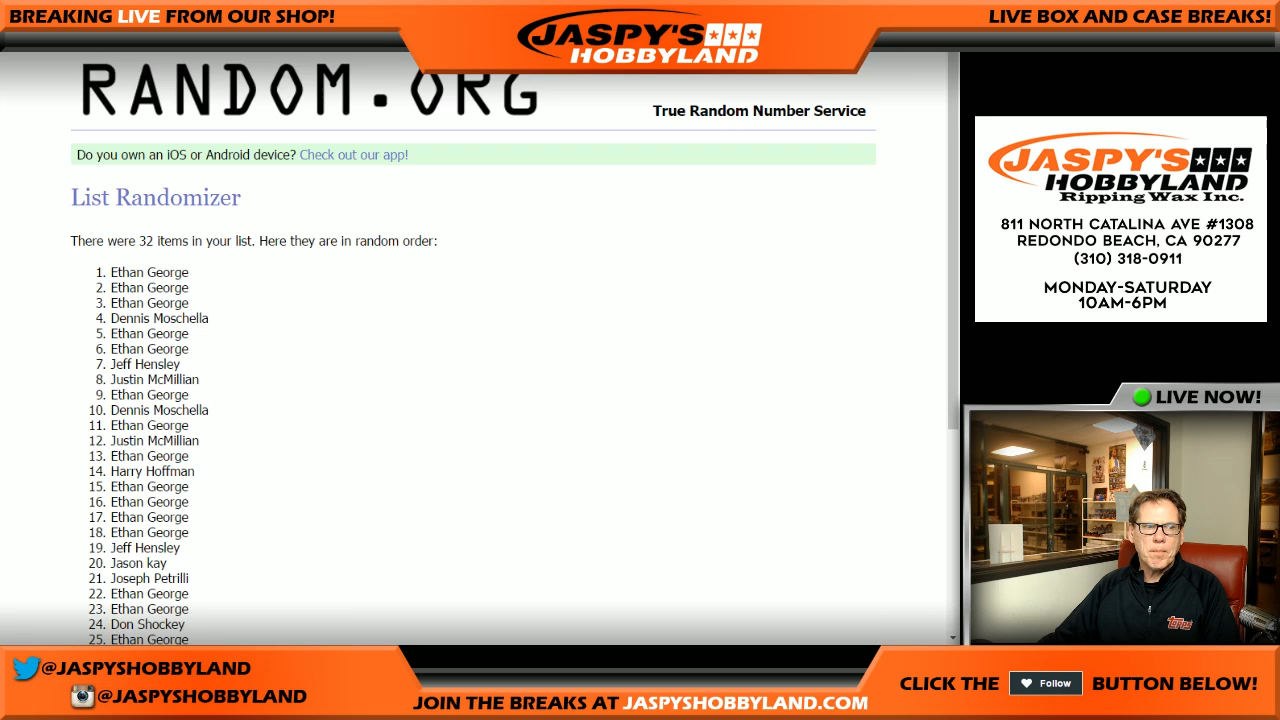 BREAKING LIVE FROM OUR SHOP!
JASPY'S
HOBBYLAND
LIVE BOX AND CASE BREAKS!
RANDOM.ORG
True Random Number Service
Do you own an iOS or Android device? Check out our app!
List Randomizer
There were 32 items in your list. Here they are in random order:
1. Ethan George
2. Ethan George
3. Ethan George
4. Dennis Moschella
5. Ethan George
6. Ethan George
7. Jeff Hensley
8. Justin McMillian
9. Ethan George
10. Dennis Moschella
11. Ethan George
12. Justin McMillian
13. Ethan George
14. Harry Hoffman
15. Ethan George
16. Ethan George
17. Ethan George
18. Ethan George
19. Jeff Hensley
20. Jason kay
21. Joseph Petrilli
22. Ethan George
23. Ethan George
24. Don Shockey
25. Ethan George
JASPY'S
HOBBYLAND
Ripping Wax Inc.
811 NORTH CATALINA AVE #1308
REDONDO BEACH, CA 90277
(310) 318-0911
MONDAY-SATURDAY
10AM-6PM
LIVE NOW!
Topps
@JASPYSHOBBYLAND
@JASPYSHOBBYLAND
JOIN THE BREAKS AT JASPYSHOBBYLAND.COM
CLICK THE Follow BUTTON BELOW!